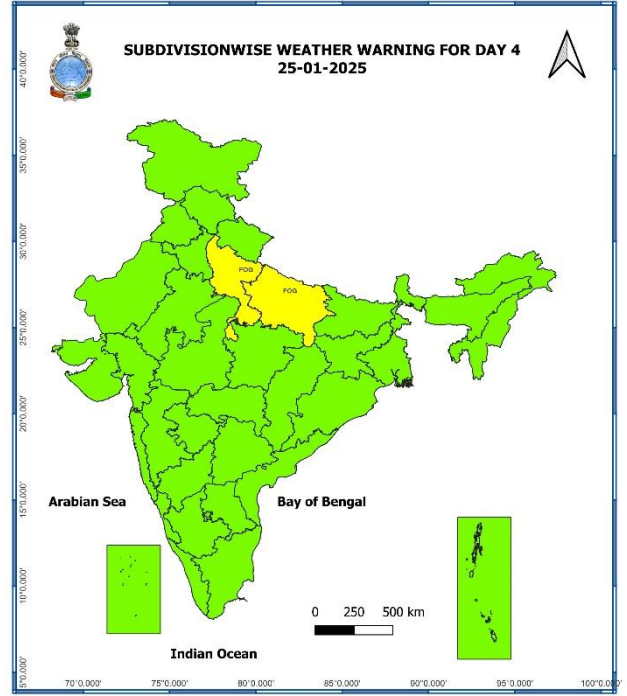 SUBDIVISIONWISE WEATHER WARNING FOR DAY 4
25-01-2025
40°0.000'
35°0.000'
30°0.000'
25°0.000'
20°0.000'
15°0.000'
10°0.000'
5°0.000'
FOG
FOG
Arabian Sea
Bay of Bengal
0 250 500 km
Indian Ocean
70°0.000' 75°0.000' 80°0.000' 85°0.000' 90°0.000' 95°0.000' 100°0.000'